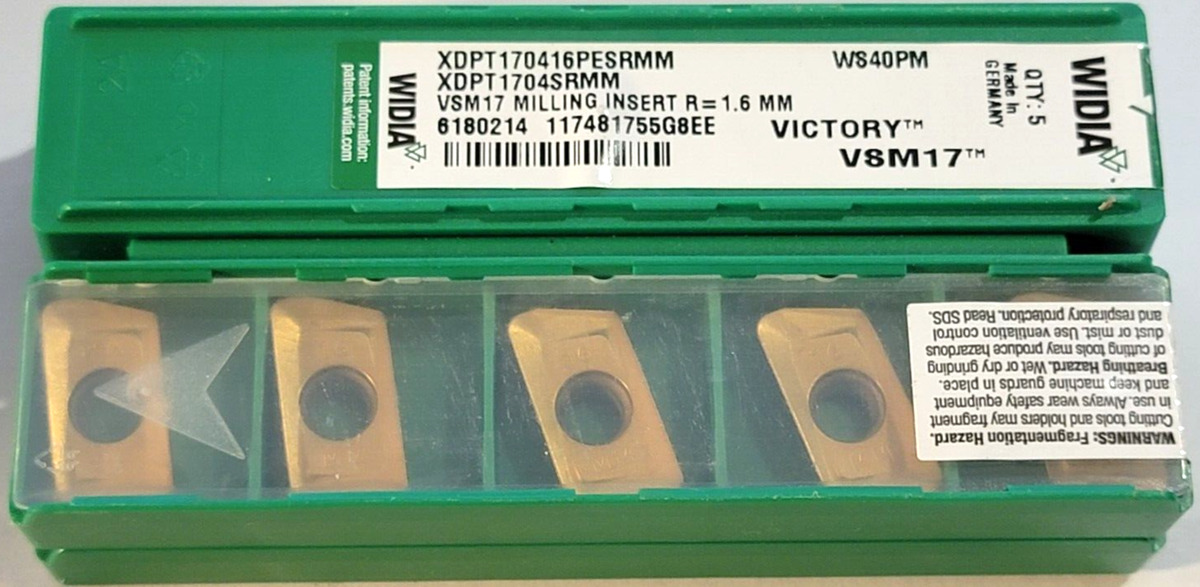 XDPT170416PESRMM
XDPT1704SRMM
VSM17 MILLING INSERT R=1.6 MM
6180214 117481755G8EE
WS40PM
VICTORY™
VSM17™
QTY: 5
Made In
GERMANY
WIDIA
WIDIA
Patent information:
patents.widia.com
WARNINGS: Fragmentation Hazard.
Cutting tools and holders may fragment
in use. Always wear safety equipment
and keep machine guards in place.
Breathing Hazard. Wet or dry grinding
of cutting tools may produce hazardous
dust or mist. Use ventilation control
and respiratory. protection. Read SDS.